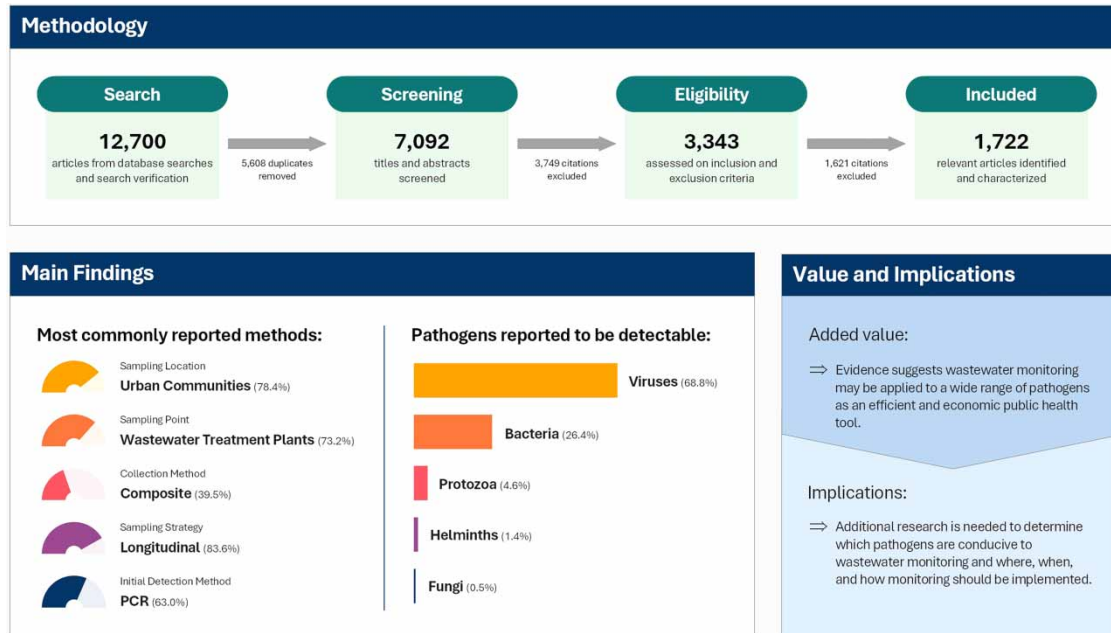 Methodology
Search
12,700
articles from database searches
and search verification
5,608 duplicates
removed
Screening
7,092
titles and abstracts
screened
3,749 citations
excluded
Eligibility
3,343
assessed on inclusion and
exclusion criteria
1,621 citations
excluded
Included
1,722
relevant articles identified
and characterized
Main Findings
Most commonly reported methods:
Sampling Location
Urban Communities (78.4%)
Sampling Point
Wastewater Treatment Plants (73.2%)
Collection Method
Composite (39.5%)
Sampling Strategy
Longitudinal (83.6%)
Initial Detection Method
PCR (63.0%)
Pathogens reported to be detectable:
Viruses (68.8%)
Bacteria (26.4%)
Protozoa (4.6%)
Helminths (1.4%)
Fungi (0.5%)
Value and Implications
Added value:
⇒ Evidence suggests wastewater monitoring
may be applied to a wide range of pathogens
as an efficient and economic public health
tool.
Implications:
⇒ Additional research is needed to determine
which pathogens are conducive to
wastewater monitoring and where, when,
and how monitoring should be implemented.